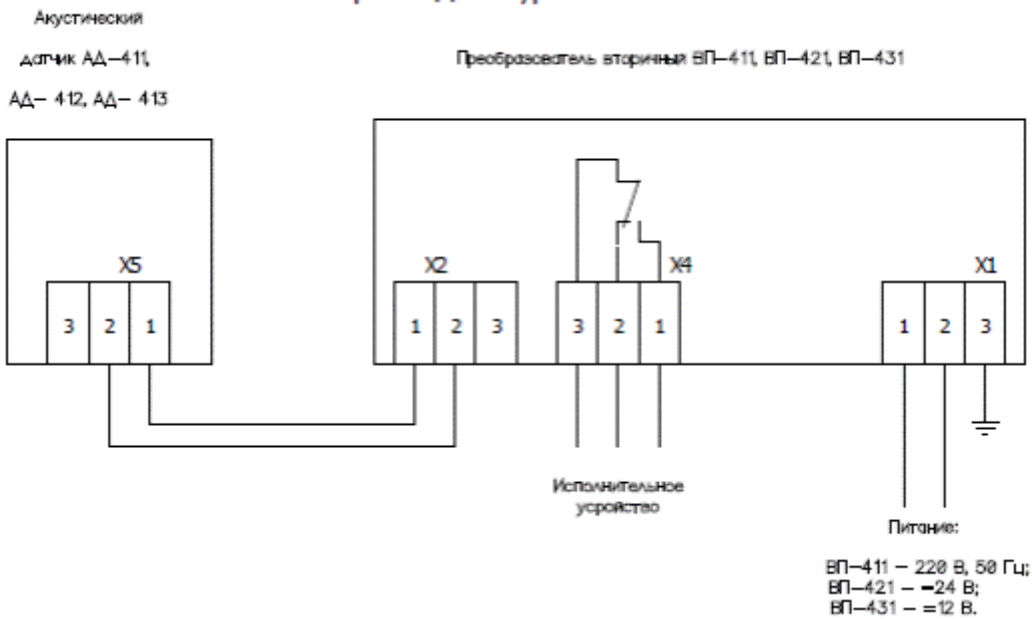 Акустический
датчик АД-411,
АД- 412, АД- 413
Преобразователь вторичный ВП-411, ВП-421, ВП-431
X5
X2
X4
X1
3 2 1
1 2 3
3 2 1
1 2 3
Исполнительное
усройство
Питание:
ВП-411 - 220 В, 50 Гц;
ВП-421 - =24 В;
ВП-431 - =12 В.